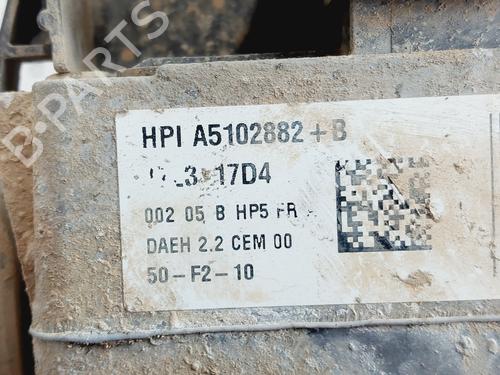 B-PARTS
HPI A5102882+B
17D4
002 05 B HP5 FR
DAEH 2.2 CEM 00
50-F2-10